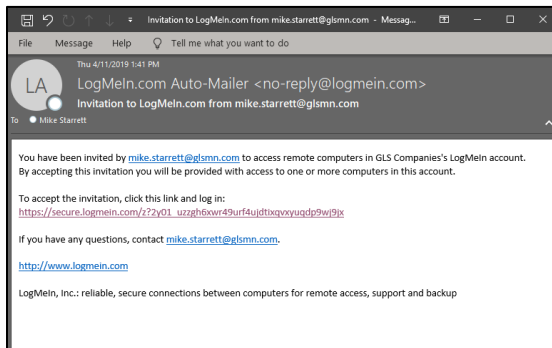 Invitation to LogMeIn.com from mike.starrett@glsmn.com - Messag...
File Message Help Tell me what you want to do
Thu 4/11/2019 1:41 PM
LA
LogMeIn.com Auto-Mailer <no-reply@logmein.com>
Invitation to LogMeIn.com from mike.starrett@glsmn.com
To Mike Starrett
You have been invited by mike.starrett@glsmn.com to access remote computers in GLS Companies's LogMeIn account.
By accepting this invitation you will be provided with access to one or more computers in this account.
To accept the invitation, click this link and log in:
https://secure.logmein.com/z?2y01_uzzgh6xwr49urf4ujdtixqvxyuqdp9wj9jx
If you have any questions, contact mike.starrett@glsmn.com.
http://www.logmein.com
LogMeIn, Inc.: reliable, secure connections between computers for remote access, support and backup